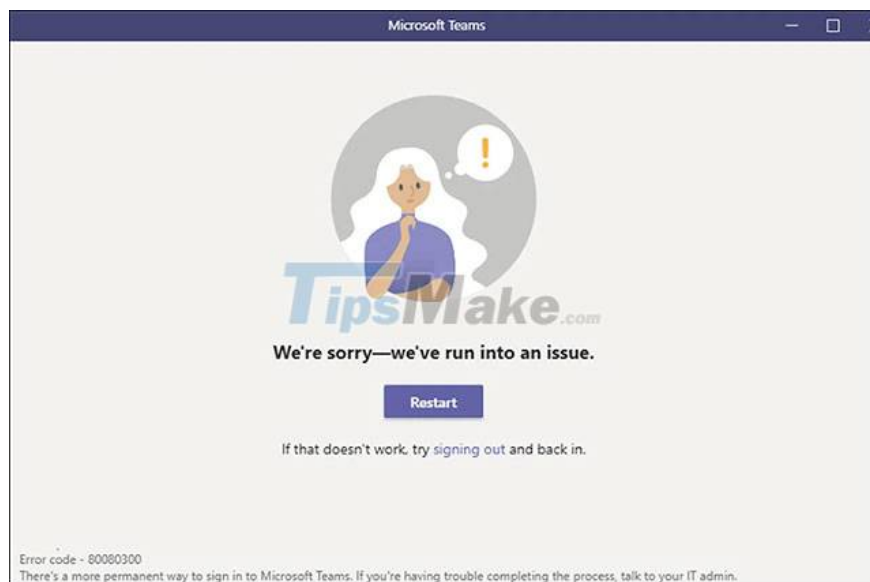 Microsoft Teams
!
TipsMake.com
We're sorry—we've run into an issue.
Restart
If that doesn't work, try signing out and back in.
Error code - 80080300
There's a more permanent way to sign in to Microsoft Teams. If you're having trouble completing the process, talk to your IT admin.